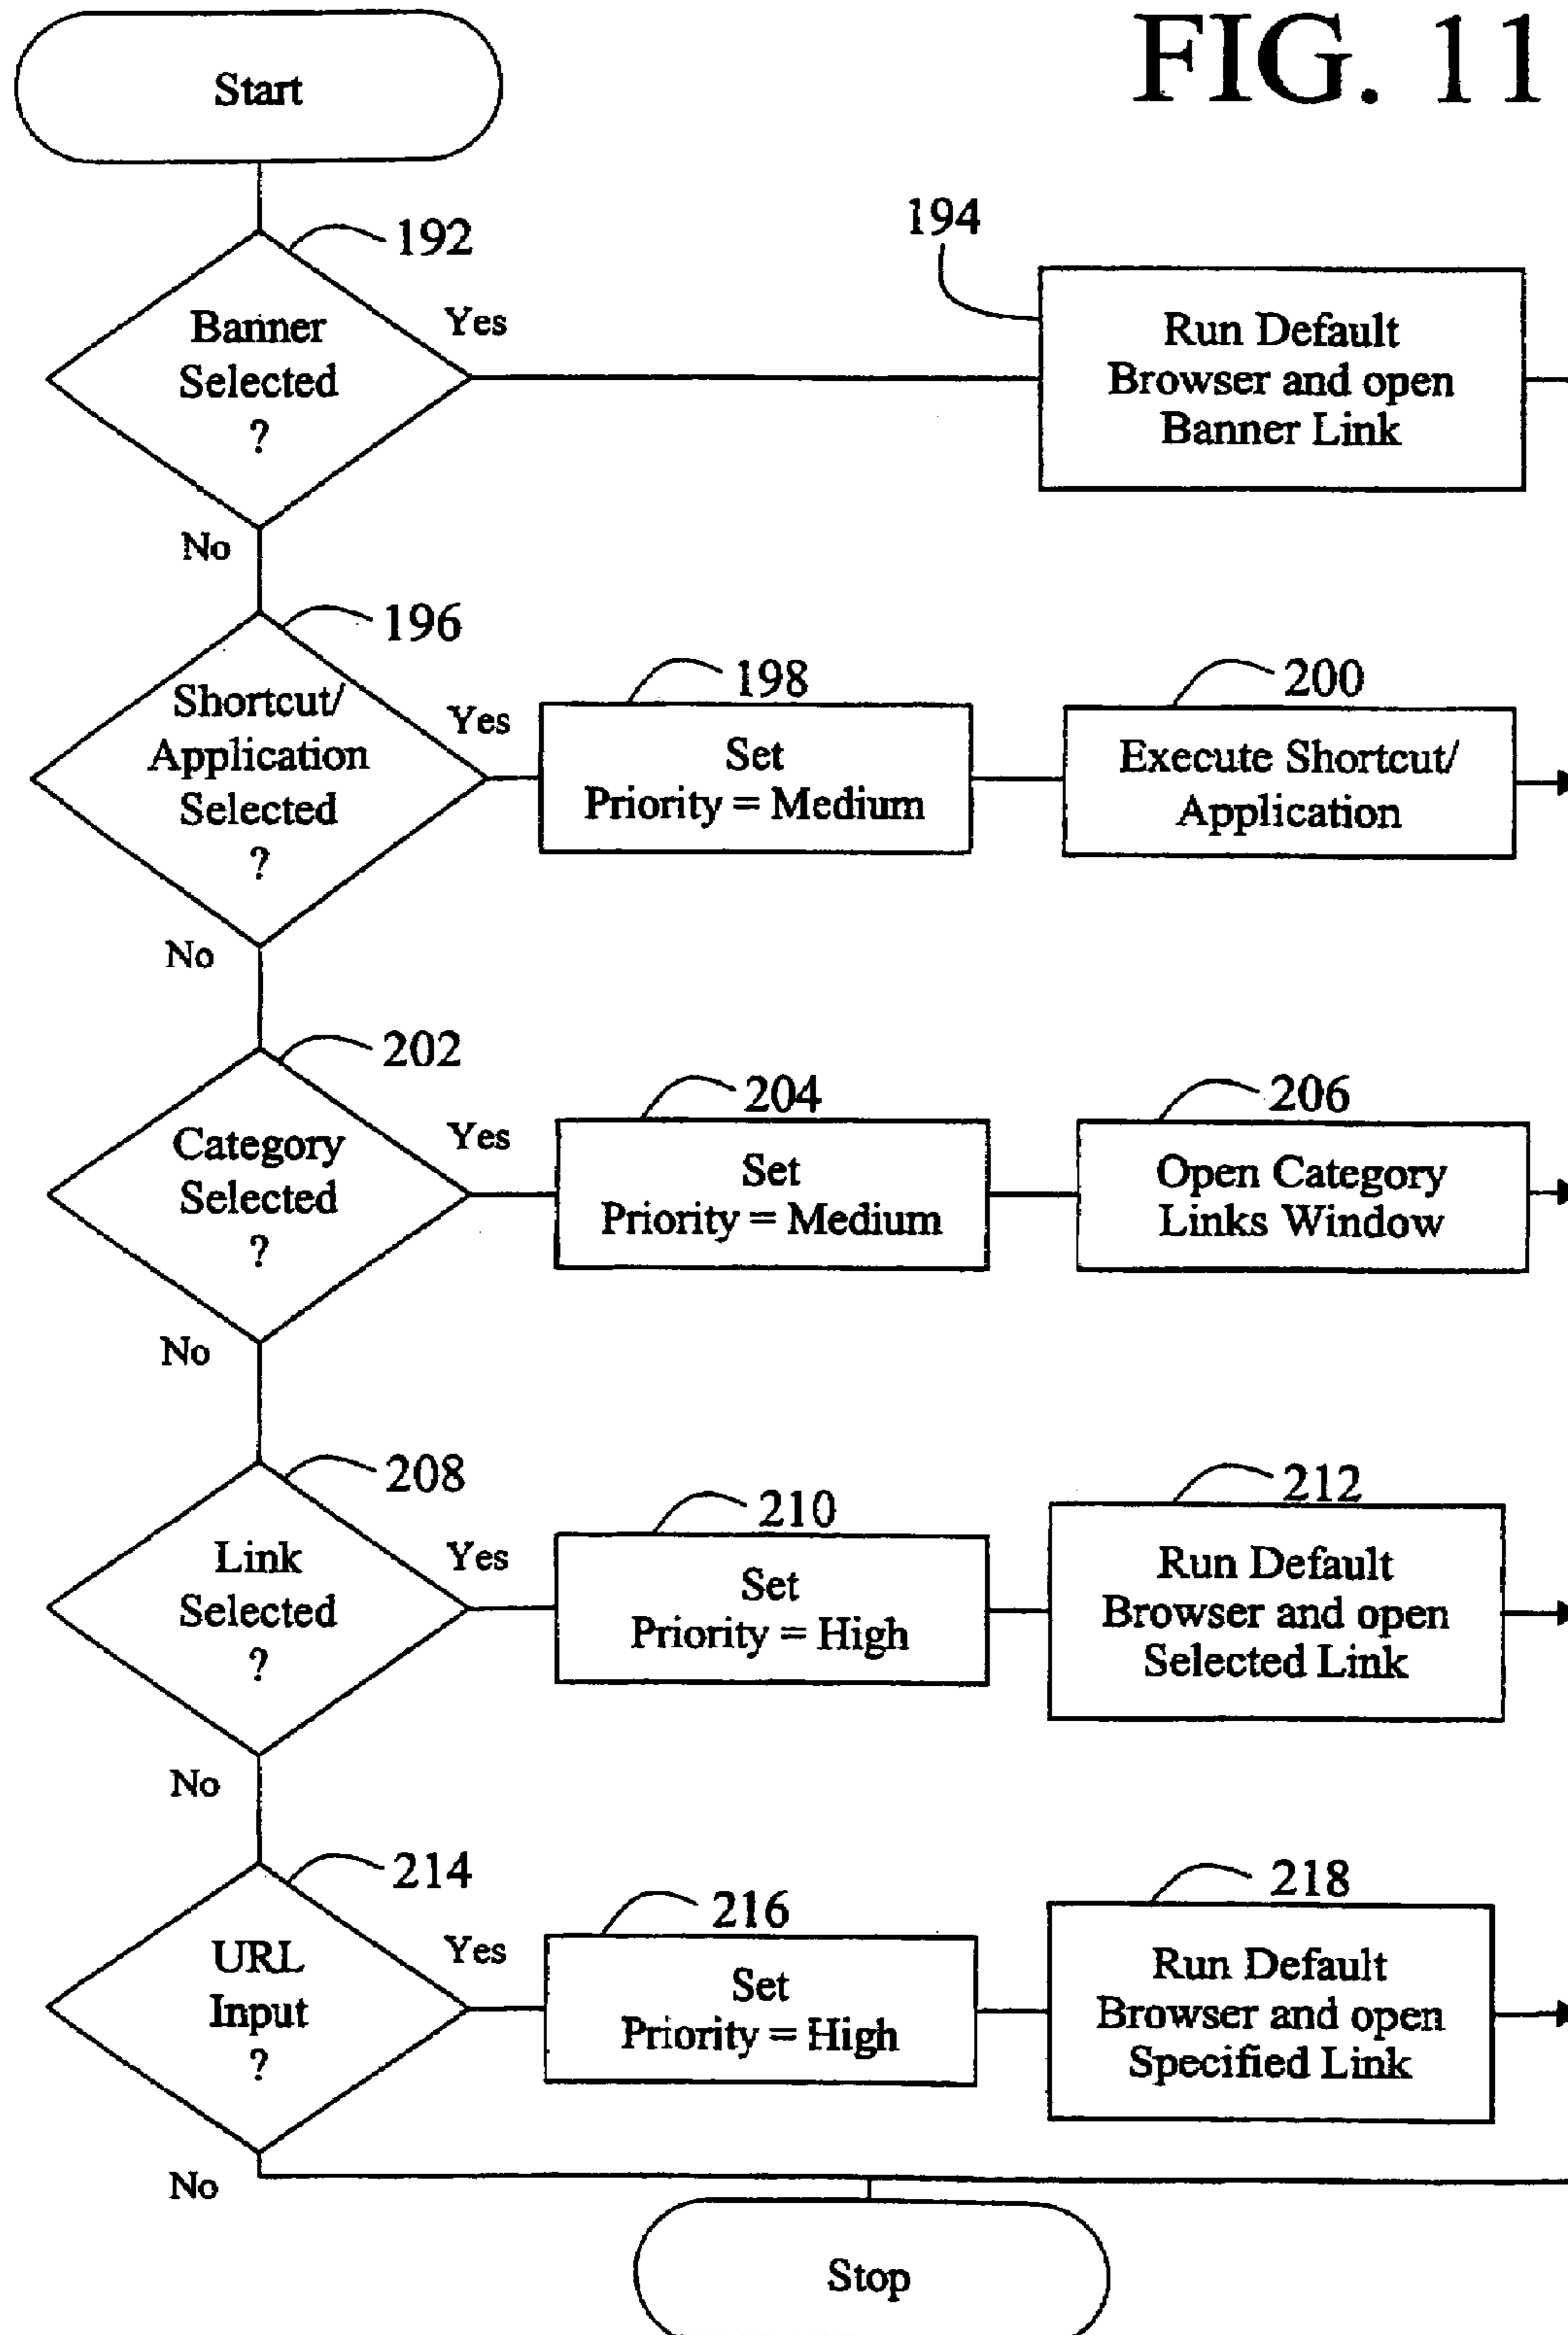 FIG. 11
Start
192
Banner
Selected
?
Yes
No
194
Run Default
Browser and open
Banner Link
196
Shortcut/
Application
Selected
?
Yes
No
198
Set
Priority = Medium
200
Execute Shortcut/
Application
202
Category
Selected
?
Yes
No
204
Set
Priority = Medium
206
Open Category
Links Window
208
Link
Selected
?
Yes
No
210
Set
Priority = High
212
Run Default
Browser and open
Selected Link
214
URL
Input
?
Yes
No
216
Set
Priority = High
218
Run Default
Browser and open
Specified Link
Stop